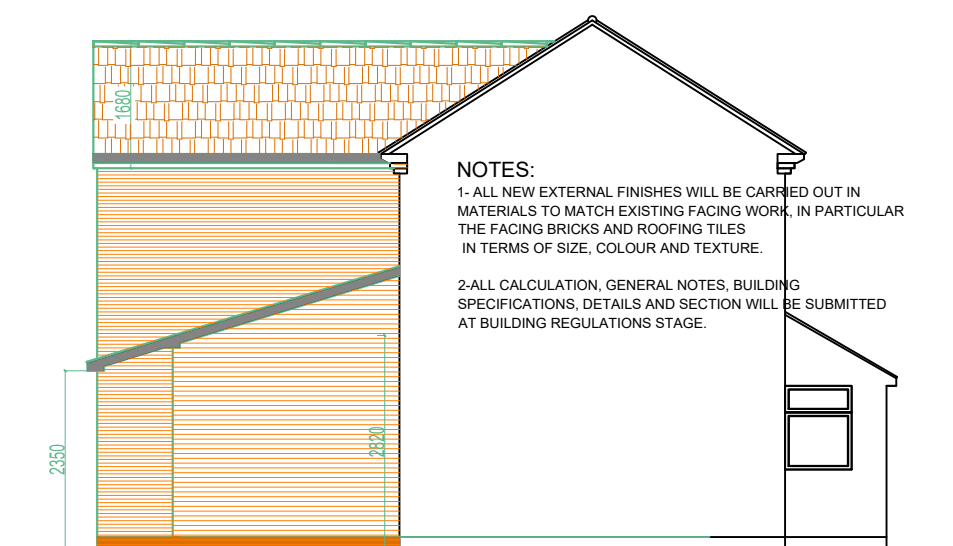 1680
NOTES:
1- ALL NEW EXTERNAL FINISHES WILL BE CARRIED OUT IN
MATERIALS TO MATCH EXISTING FACING WORK, IN PARTICULAR
THE FACING BRICKS AND ROOFING TILES
IN TERMS OF SIZE, COLOUR AND TEXTURE.
2-ALL CALCULATION, GENERAL NOTES, BUILDING
SPECIFICATIONS, DETAILS AND SECTION WILL BE SUBMITTED
AT BUILDING REGULATIONS STAGE.
2350
2820